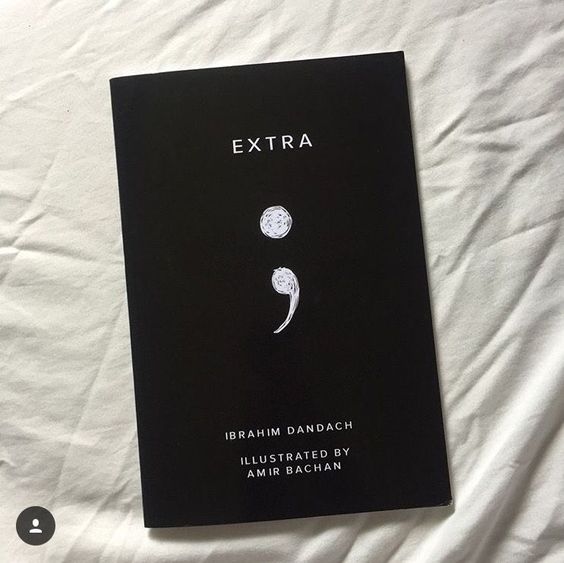 EXTRA
;
IBRAHIM DANDACH
ILLUSTRATED BY
AMIR BACHAN